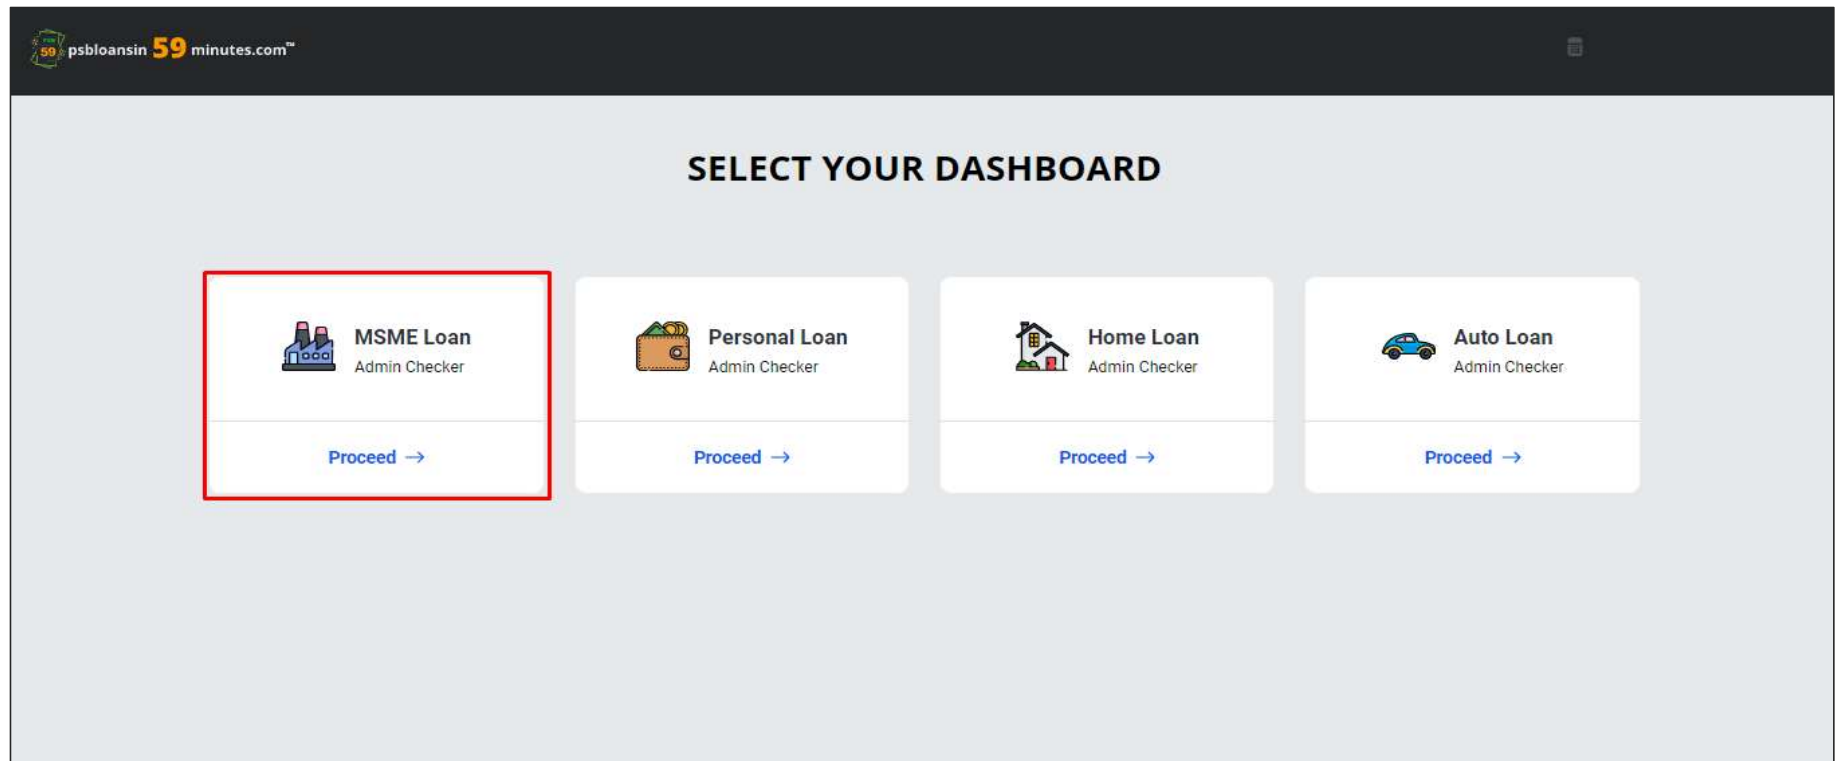 psbloansin 59 minutes.com™
SELECT YOUR DASHBOARD
MSME Loan
Admin Checker
Proceed →
Personal Loan
Admin Checker
Proceed →
Home Loan
Admin Checker
Proceed →
Auto Loan
Admin Checker
Proceed →